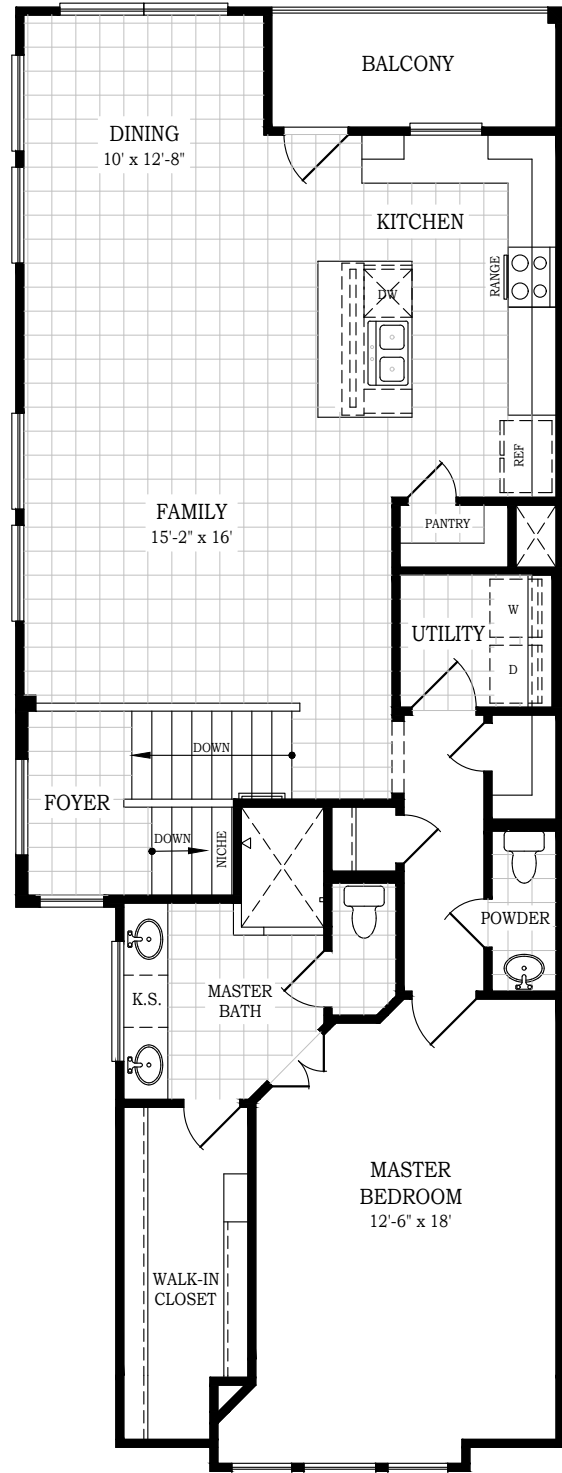 BALCONY
DINING
10' x 12'-8"
KITCHEN
RANGE
DW
REF
FAMILY
15'-2" x 16'
PANTRY
W
UTILITY
D
DOWN
FOYER
DOWN
NICHE
POWDER
K.S.
MASTER
BATH
MASTER
BEDROOM
12'-6" x 18'
WALK-IN
CLOSET